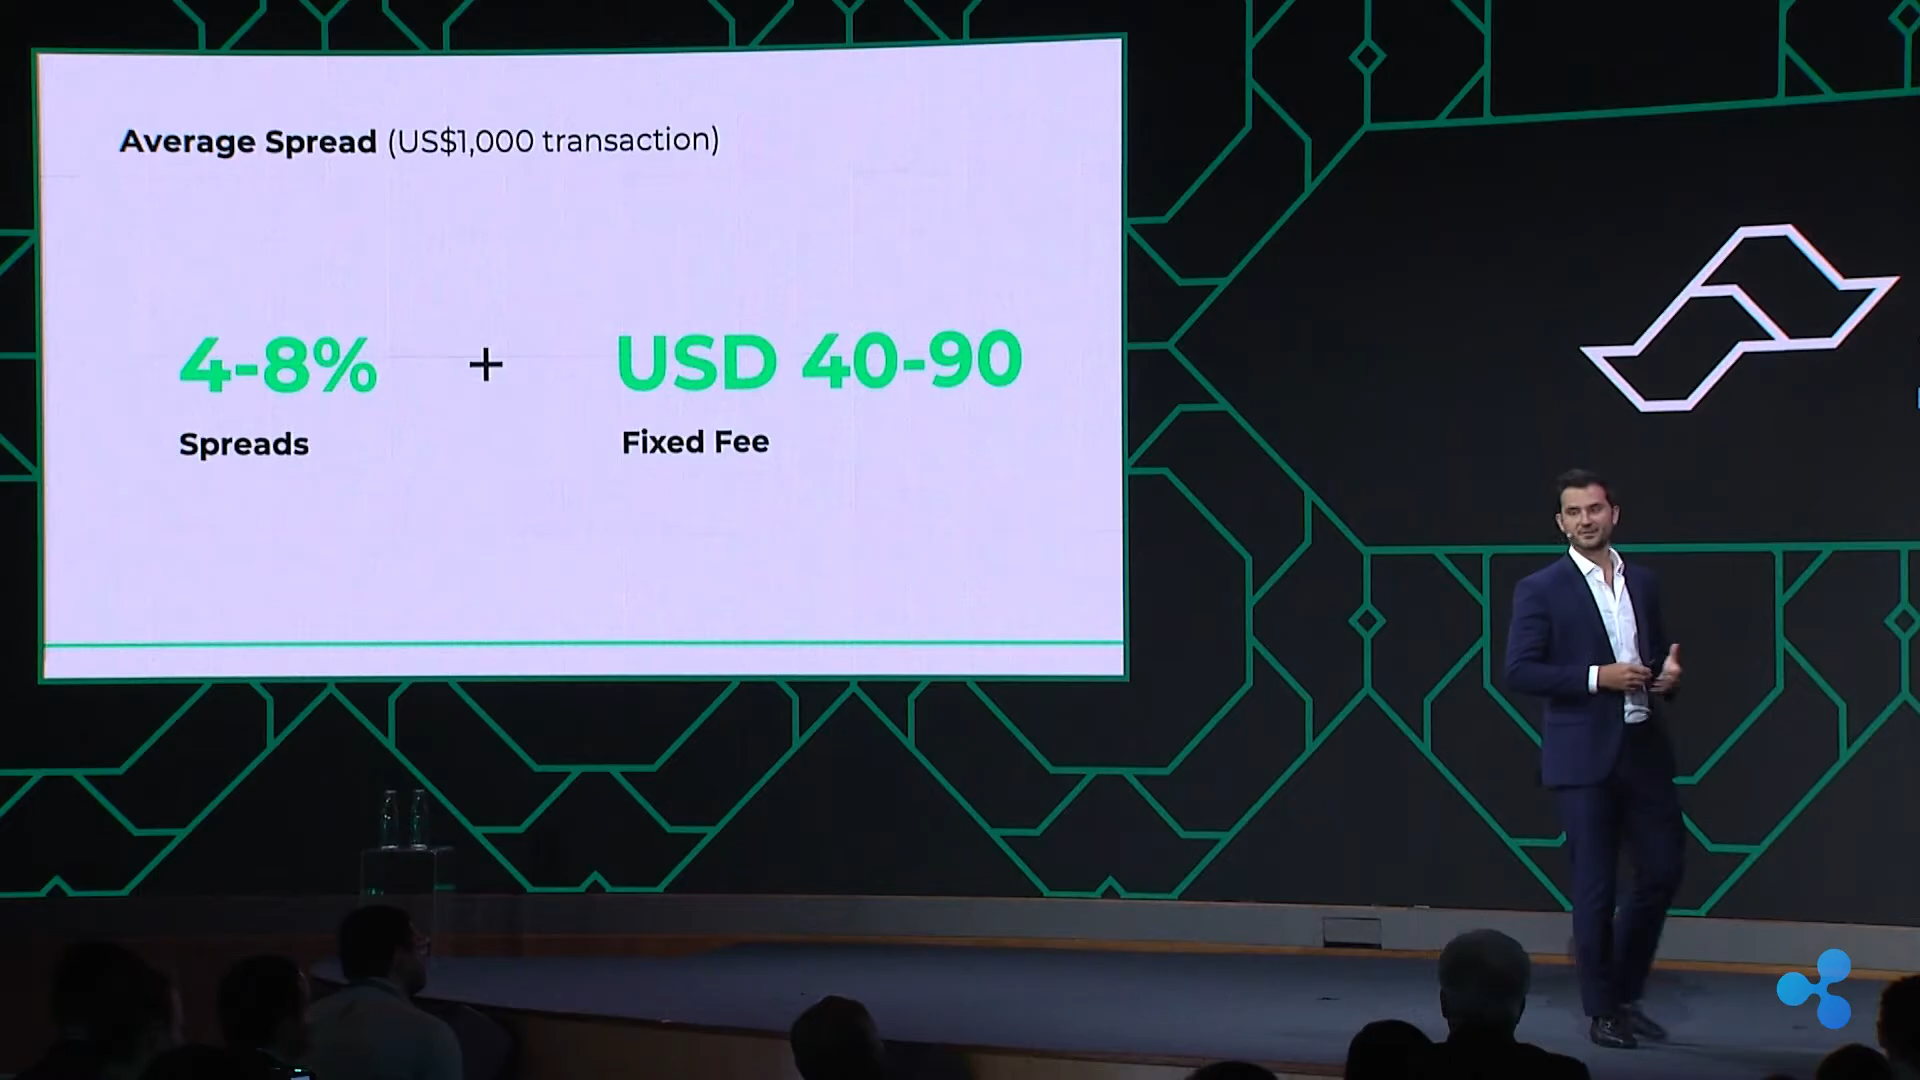 Average Spread (US$1,000 transaction)
4-8% + USD 40-90
Spreads Fixed Fee